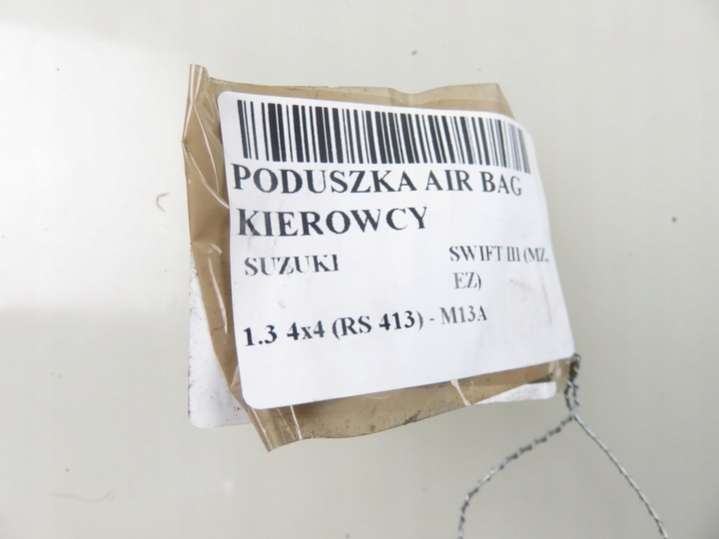 PODUSZKA AIR BAG
KIEROWCY
SUZUKI SWIFT III (MZ,
EZ)
1.3 4x4 (RS 413) - M13A